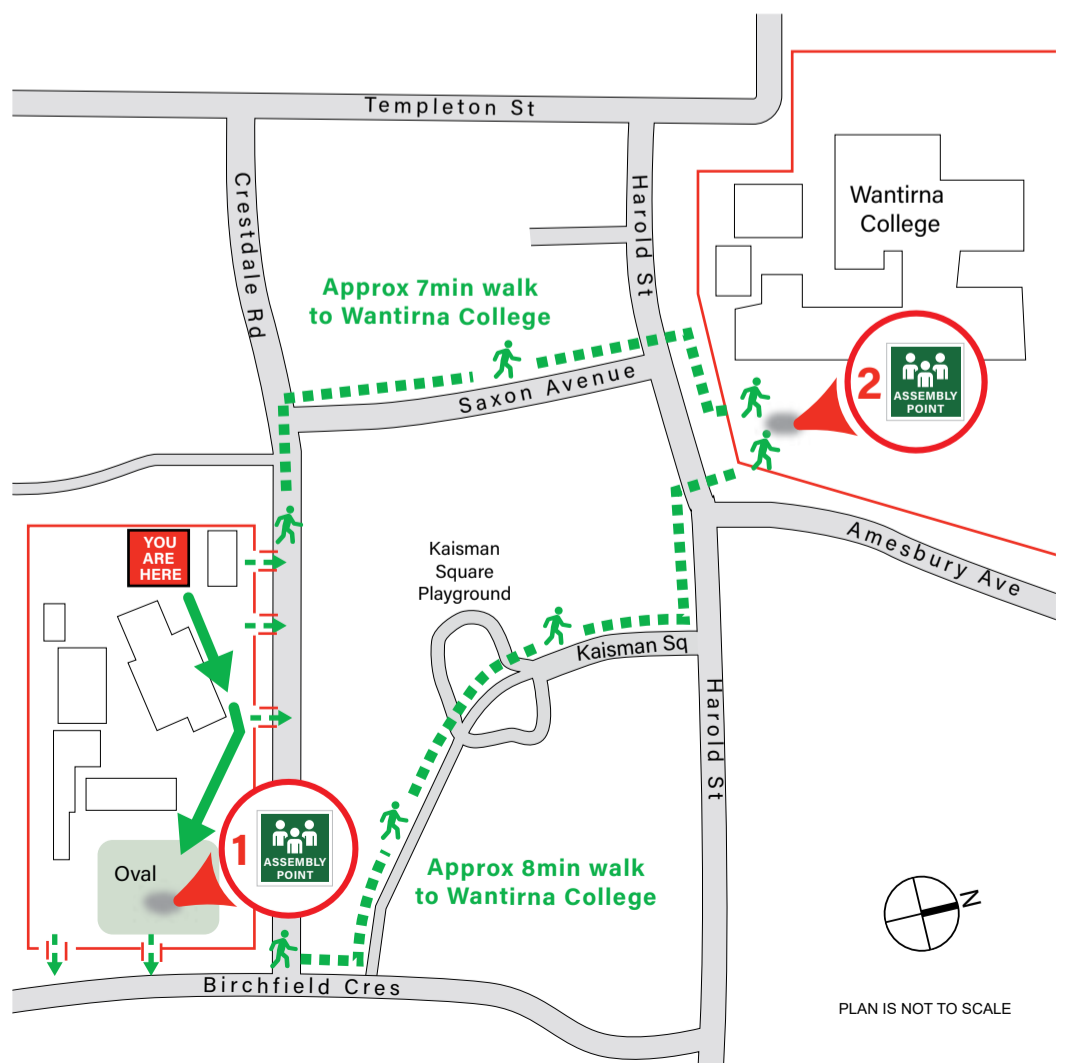 Templeton St
Crestdale Rd
Harold St
Wantirna
College
Approx 7min walk
to Wantirna College
Saxon Avenue
2
ASSEMBLY
POINT
YOU
ARE
HERE
Kaisman
Square
Playground
Amesbury Ave
Kaisman Sq
Harold St
1
ASSEMBLY
POINT
Oval
Approx 8min walk
to Wantirna College
N
Birchfield Cres
PLAN IS NOT TO SCALE